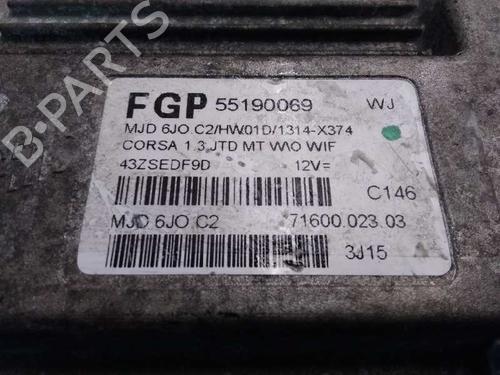 FGP 55190069 WJ
MJD 6JO.C2/HW01D/1314-X374
CORSA 1.3 JTD MT W\O WIF
43ZSEDF9D 12V=
C146
MJD 6JO C2 71600.023.03
3J15
B-PARTS